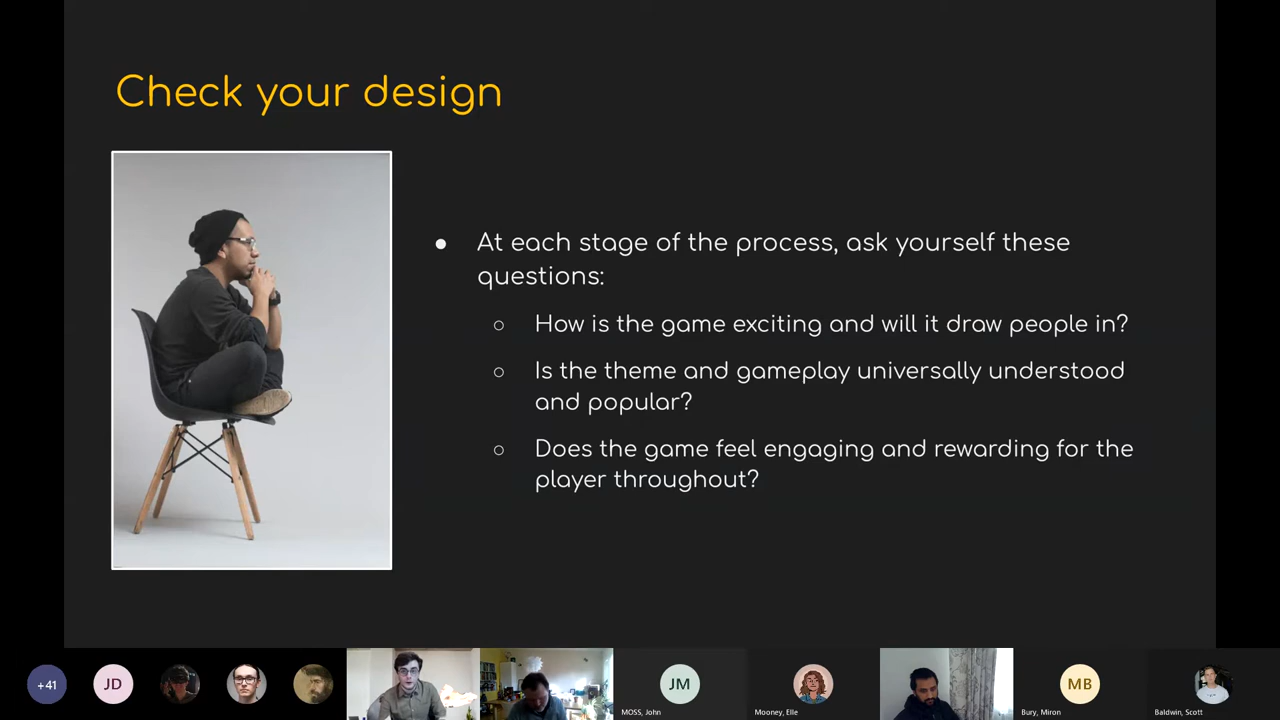 Check your design
● At each stage of the process, ask yourself these
questions:
○ How is the game exciting and will it draw people in?
○ Is the theme and gameplay universally understood
and popular?
○ Does the game feel engaging and rewarding for the
player throughout?
+41
JD
JM
MB
MOSS, John
Mooney, Elle
Bury, Miron
Baldwin, Scott